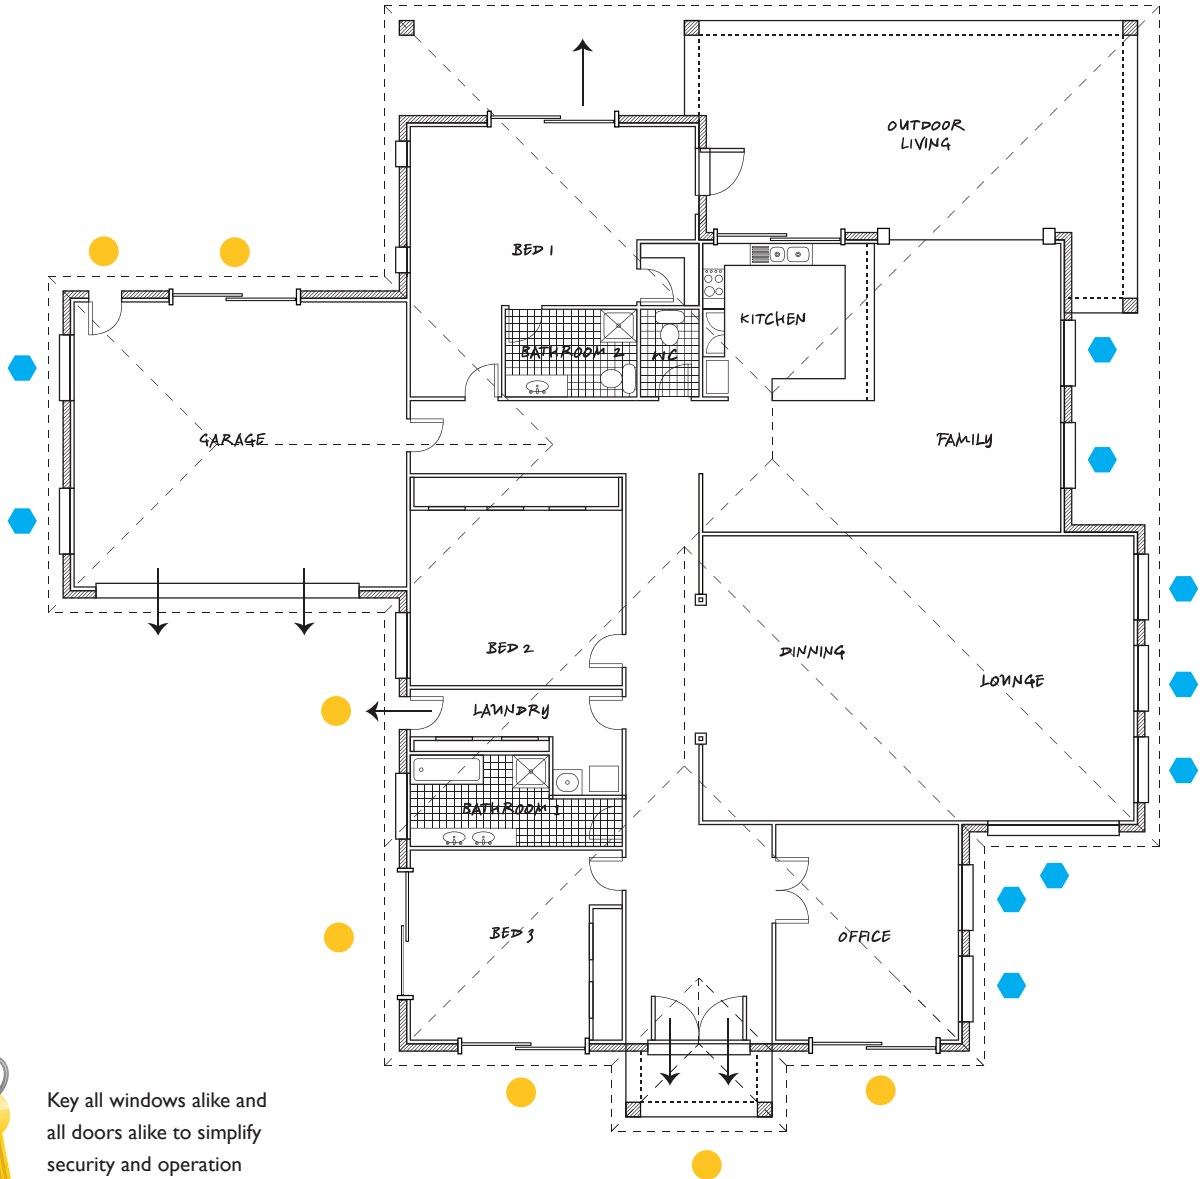 OUTDOOR
LIVING
BED 1
KITCHEN
BATHROOM 2
WC
GARAGE
FAMILY
BED 2
DINNING
LOUNGE
LAUNDRY
BATHROOM 1
BED 3
OFFICE
Key all windows alike and
all doors alike to simplify
security and operation